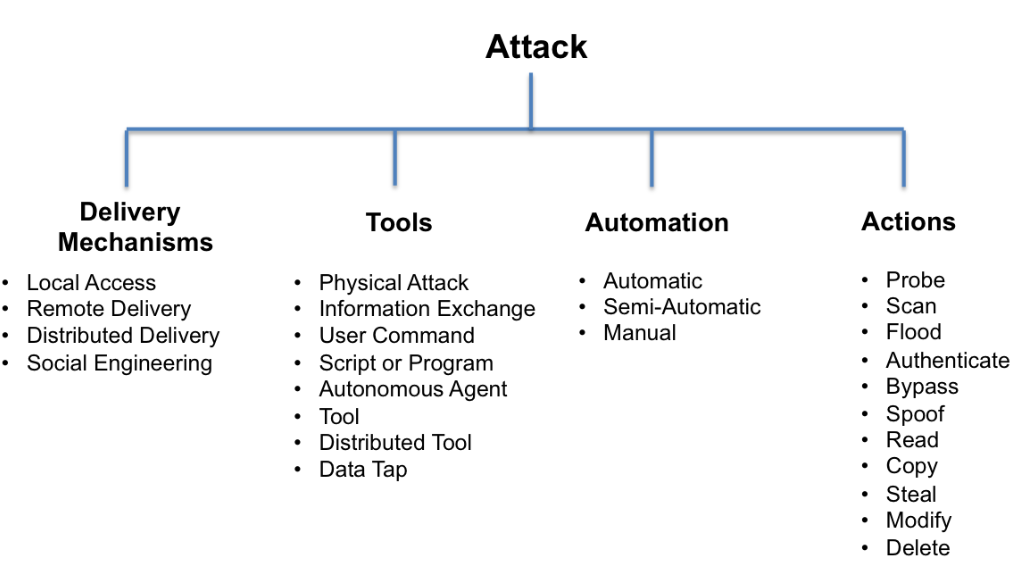 Attack
Delivery
Mechanisms
• Local Access
• Remote Delivery
• Distributed Delivery
• Social Engineering
Tools
• Physical Attack
• Information Exchange
• User Command
• Script or Program
• Autonomous Agent
• Tool
• Distributed Tool
• Data Tap
Automation
• Automatic
• Semi-Automatic
• Manual
Actions
• Probe
• Scan
• Flood
• Authenticate
• Bypass
• Spoof
• Read
• Copy
• Steal
• Modify
• Delete